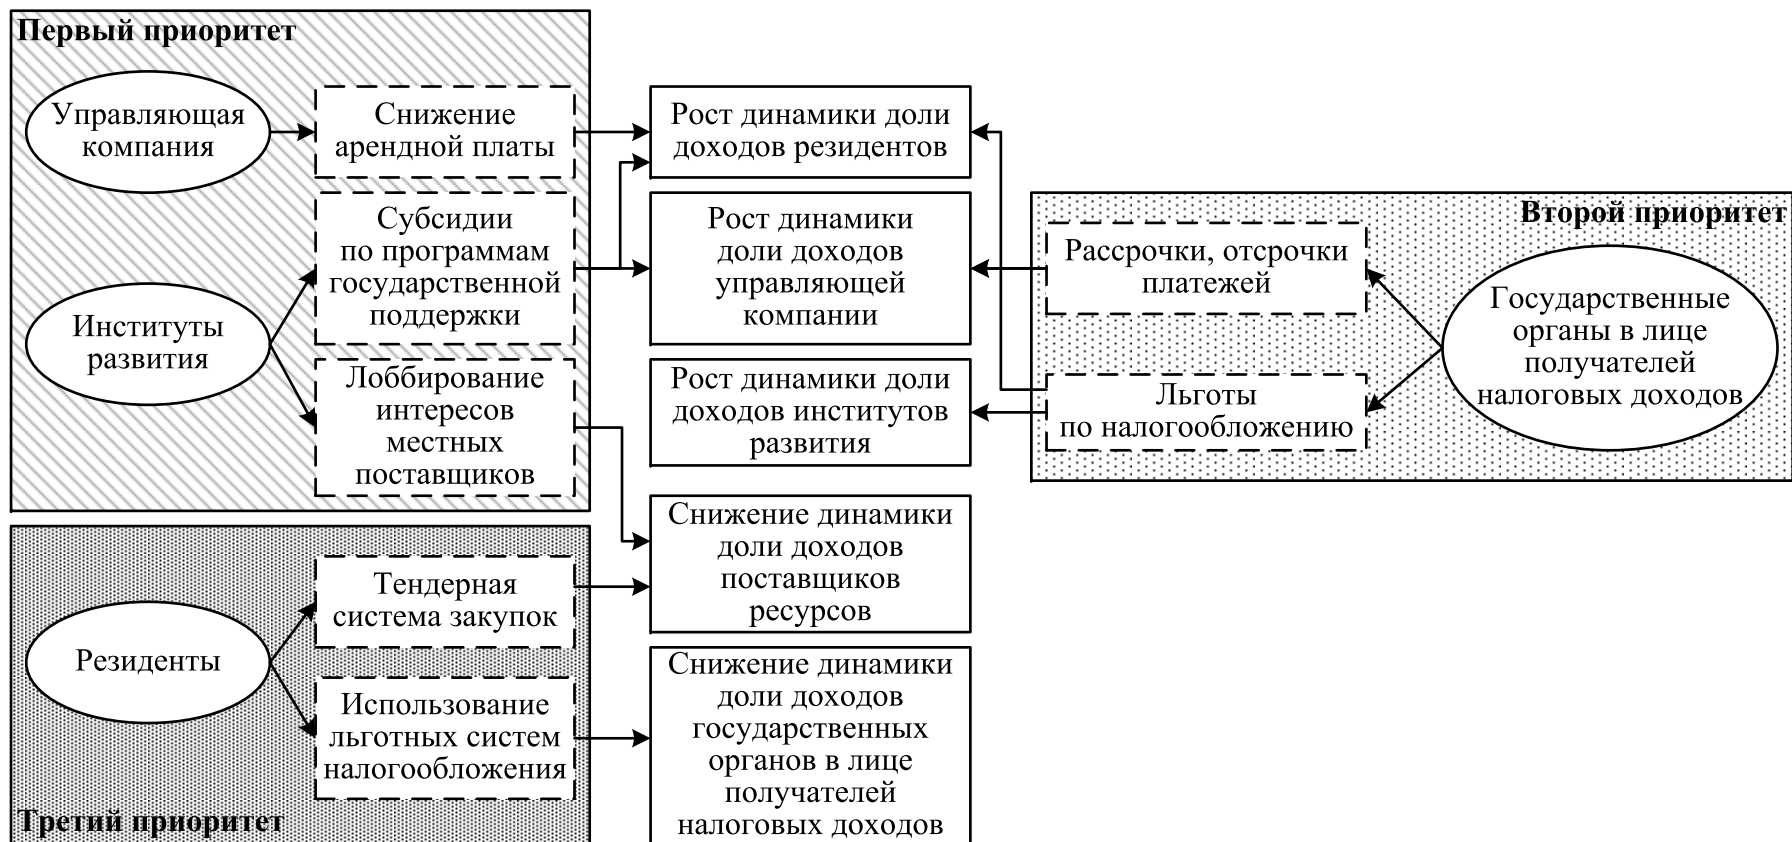 Первый приоритет
Управляющая
компания
Снижение
арендной платы
Субсидии
по программам
государственной
поддержки
Институты
развития
Лоббирование
интересов
местных
поставщиков
Рост динамики доли
доходов резидентов
Рост динамики
доли доходов
управляющей
компании
Рост динамики доли
доходов институтов
развития
Второй приоритет
Рассрочки, отсрочки
платежей
Льготы
по налогообложению
Государственные
органы в лице
получателей
налоговых доходов
Резиденты
Тендерная
система закупок
Использование
льготных систем
налогообложения
Третий приоритет
Снижение динамики
доли доходов
поставщиков
ресурсов
Снижение динамики
доли доходов
государственных
органов в лице
получателей
налоговых доходов